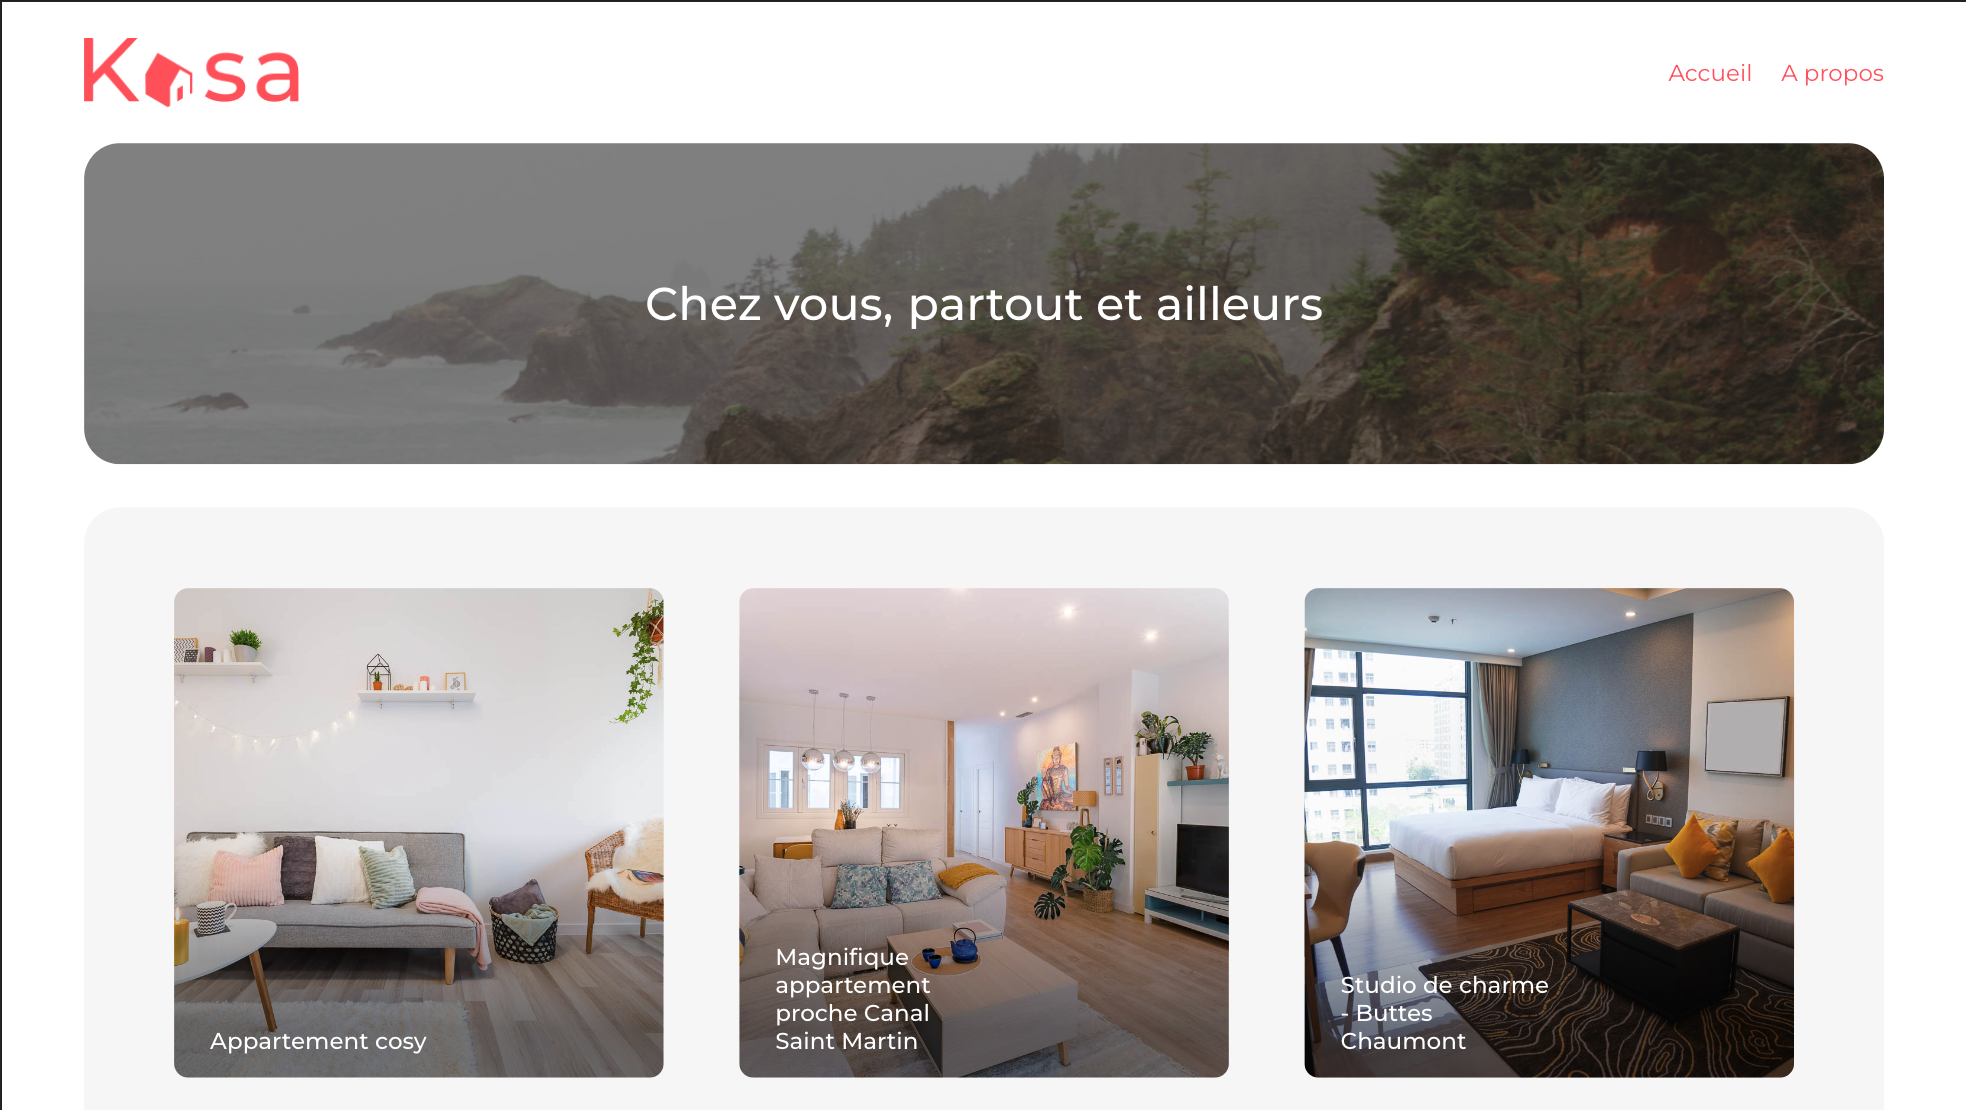 Kasa
Accueil A propos
Chez vous, partout et ailleurs
Appartement cosy
Magnifique
appartement
proche Canal
Saint Martin
Studio de charme
- Buttes
Chaumont